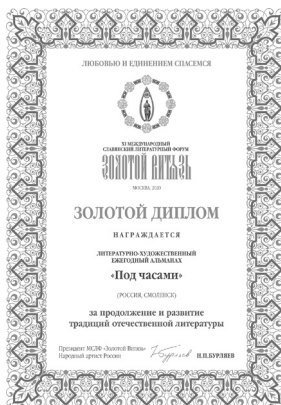 ЛЮБОВЬЮ И ЕДИНЕНИЕМ СПАСЕМСЯ
XI МЕЖДУНАРОДНЫЙ
СЛАВЯНСКИЙ ЛИТЕРАТУРНЫЙ ФОРУМ
ЗОЛОТОЙ ВИТЯЗЬ
МОСКВА, 2020
ЗОЛОТОЙ ДИПЛОМ
НАГРАЖДАЕТСЯ
ЛИТЕРАТУРНО-ХУДОЖЕСТВЕННЫЙ
ЕЖЕГОДНЫЙ АЛЬМАНАХ
«Под часами»
(РОССИЯ, СМОЛЕНСК)
за продолжение и развитие
традиций отечественной литературы
Президент МСЛФ «Золотой Витязь»
Народный артист России
Н.П.БУРЛЯЕВ